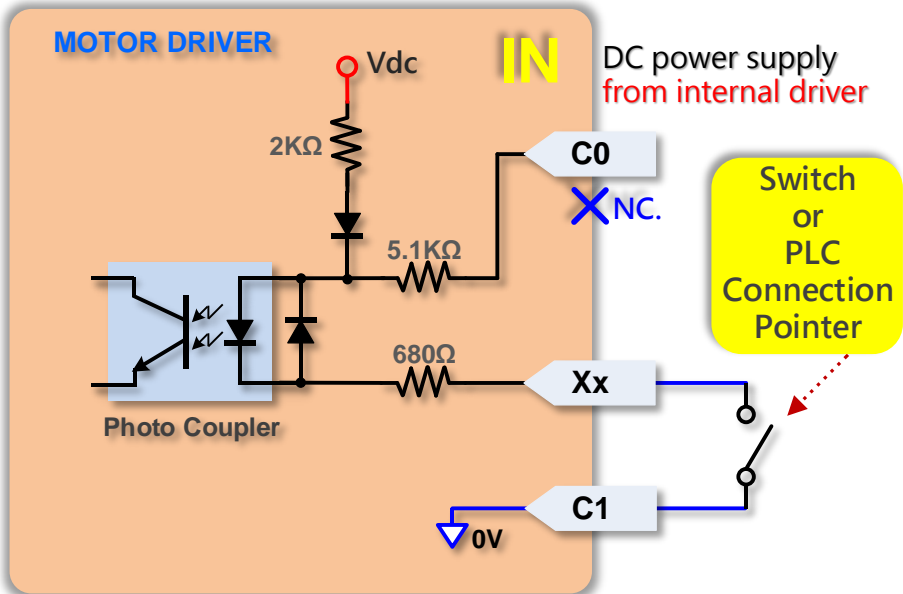 MOTOR DRIVER
IN
Vdc
DC power supply
from internal driver
2KΩ
C0
NC.
5.1KΩ
Switch
or
PLC
Connection
Pointer
680Ω
Xx
Photo Coupler
C1
0V